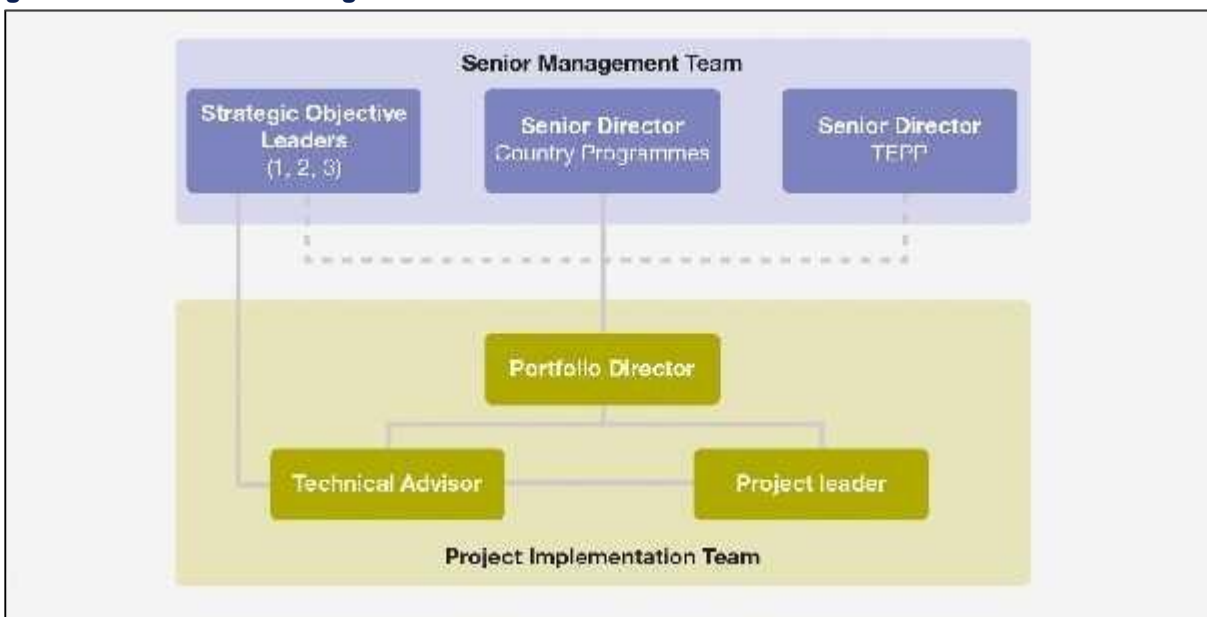 Senior Management Team
Strategic Objective
Leaders
(1, 2, 3)
Senior Director
Country Programmes
Senior Director
TEPP
Portfolio Director
Technical Advisor
Project leader
Project Implementation Team